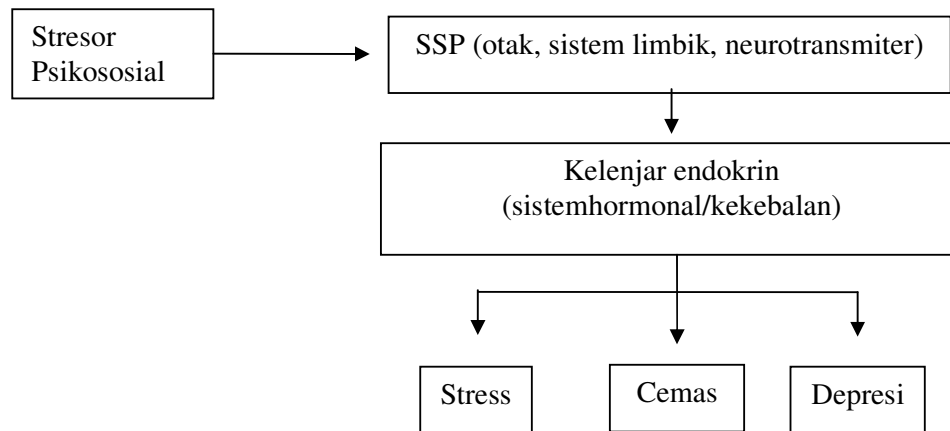 Stresor
Psikososial
SSP (otak, sistem limbik, neurotransmiter)
Kelenjar endokrin
(sistemhormonal/kekebalan)
Stress
Cemas
Depresi